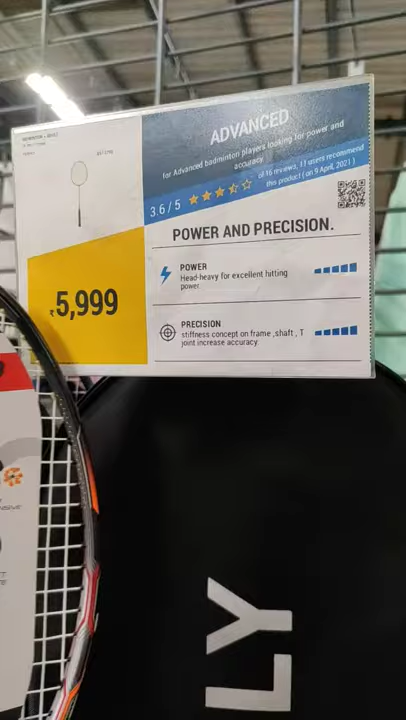 ADVANCED
for Advanced badminton players looking for power and
accuracy
3.6 / 5
of 16 reviews, 11 users recommend
this product ( on 9 April, 2021 )
POWER AND PRECISION.
₹5,999
POWER
Head-heavy for excellent hitting
power
PRECISION
stiffness concept on frame ,shaft , T
joint increase accuracy
LY